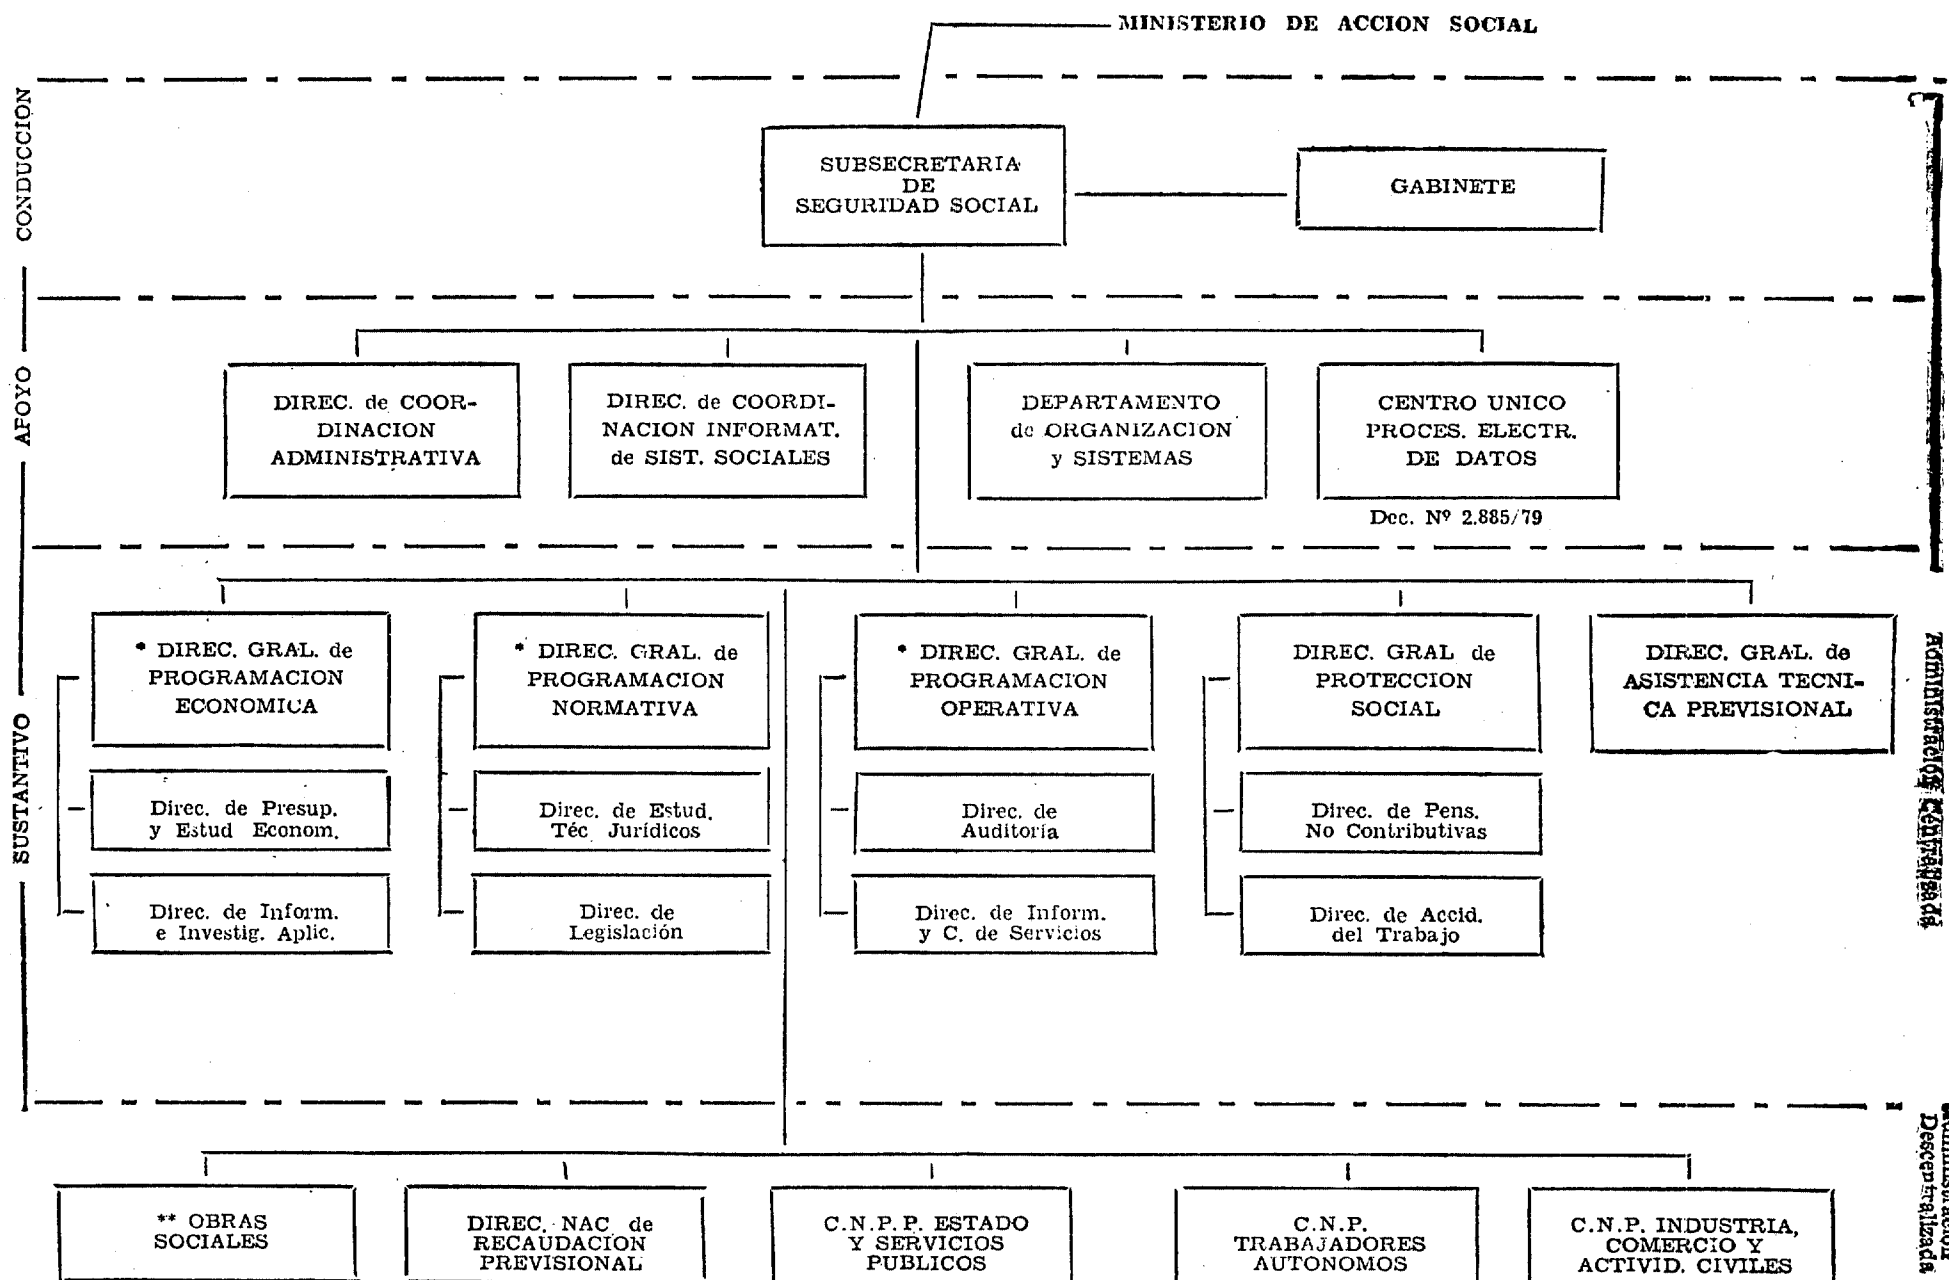 MINISTERIO DE ACCION SOCIAL
CONDUCCION
SUBSECRETARIA
DE
SEGURIDAD SOCIAL
GABINETE
APOYO
DIREC. de COOR-
DINACION
ADMINISTRATIVA
DIREC. de COORDI-
NACION INFORMAT.
de SIST. SOCIALES
DEPARTAMENTO
de ORGANIZACION
y SISTEMAS
CENTRO UNICO
PROCES. ELECTR.
DE DATOS
Dec. Nº 2.885/79
SUSTANTIVO
* DIREC. GRAL. de
PROGRAMACION
ECONOMICA
Direc. de Presup.
y Estud Econom.
Direc. de Inform.
e Investig. Aplic.
* DIREC. GRAL. de
PROGRAMACION
NORMATIVA
Direc. de Estud.
Téc Jurídicos
Direc. de
Legislación
* DIREC. GRAL. de
PROGRAMACION
OPERATIVA
Direc. de
Auditoría
Direc. de Inform.
y C. de Servicios
DIREC. GRAL de
PROTECCION
SOCIAL
Direc. de Pens.
No Contributivas
Direc. de Accid.
del Trabajo
DIREC. GRAL. de
ASISTENCIA TECNI-
CA PREVISIONAL
Administración Centralizada
** OBRAS
SOCIALES
DIREC. NAC de
RECAUDACION
PREVISIONAL
C.N.P.P. ESTADO
Y SERVICIOS
PUBLICOS
C.N.P.
TRABAJADORES
AUTONOMOS
C.N.P. INDUSTRIA,
COMERCIO Y
ACTIVID. CIVILES
Descentralizada